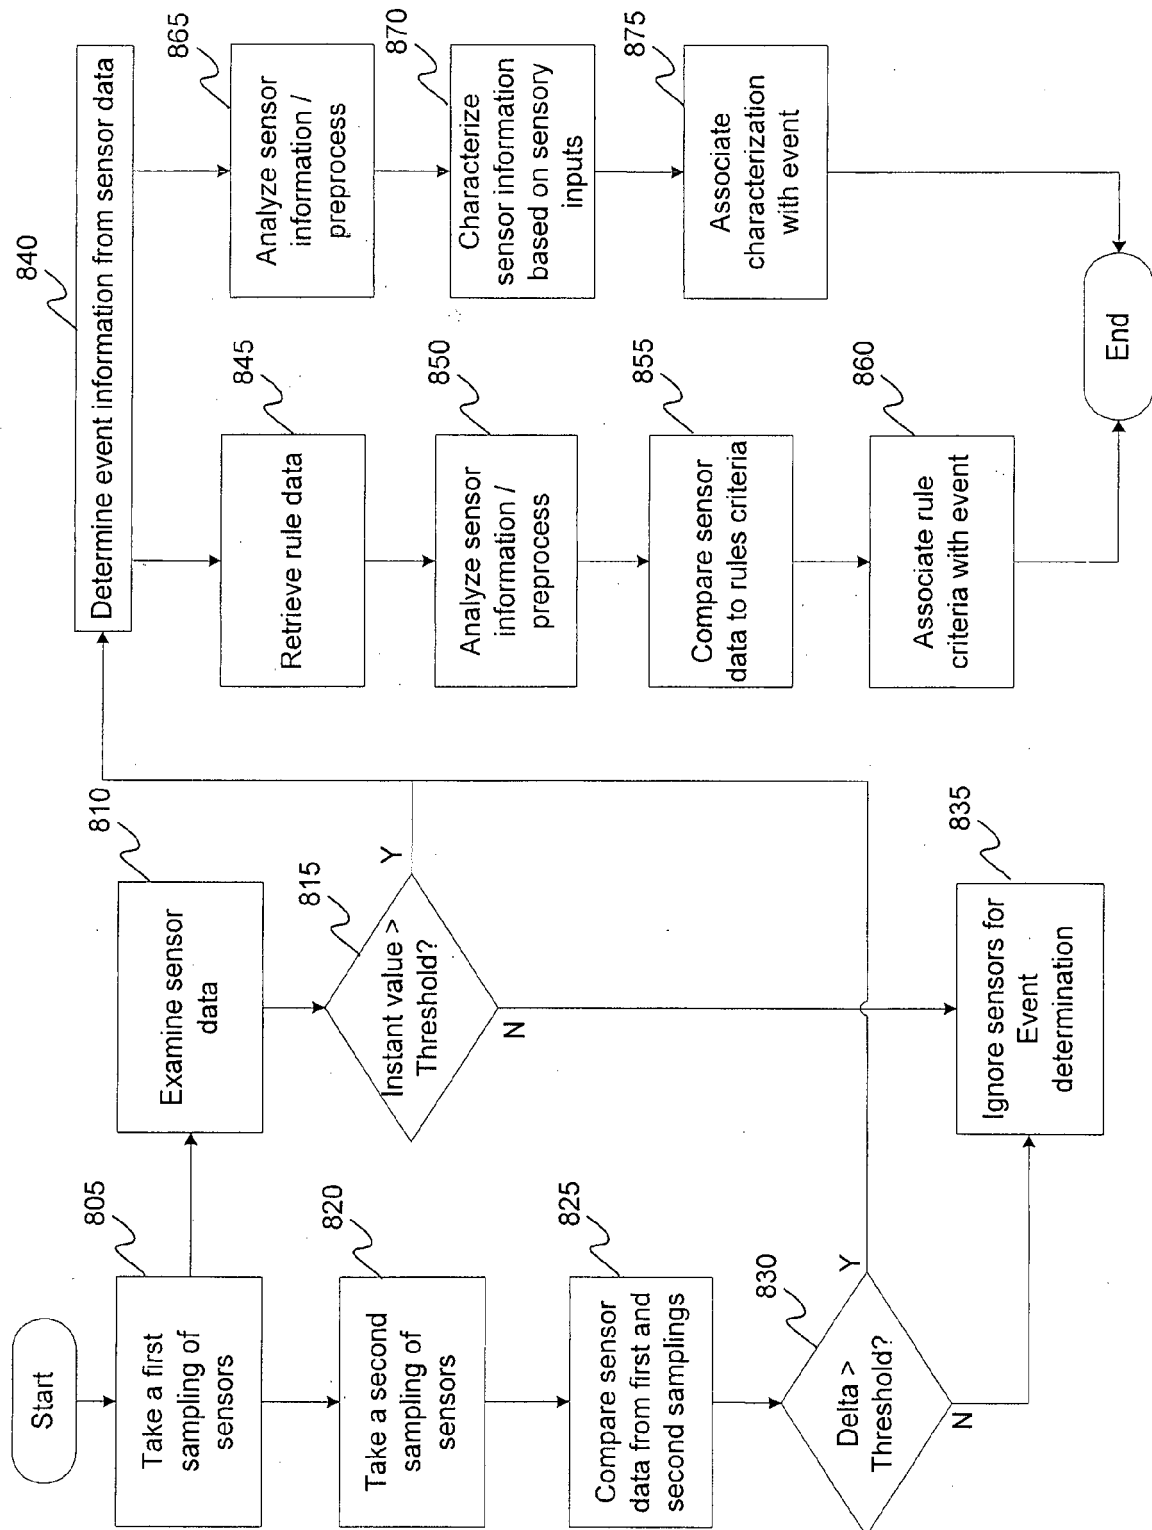 Start
805
Take a first
sampling of
sensors
820
Take a second
sampling of
sensors
825
Compare sensor
data from first and
second samplings
830
Delta >
Threshold?
Y
N
810
Examine sensor
data
815
Instant value >
Threshold?
Y
N
835
Ignore sensors for
Event
determination
840
Determine event information from sensor data
845
Retrieve rule data
850
Analyze sensor
information /
preprocess
855
Compare sensor
data to rules criteria
860
Associate rule
criteria with event
865
Analyze sensor
information /
preprocess
870
Characterize
sensor information
based on sensory
inputs
875
Associate
characterization
with event
End